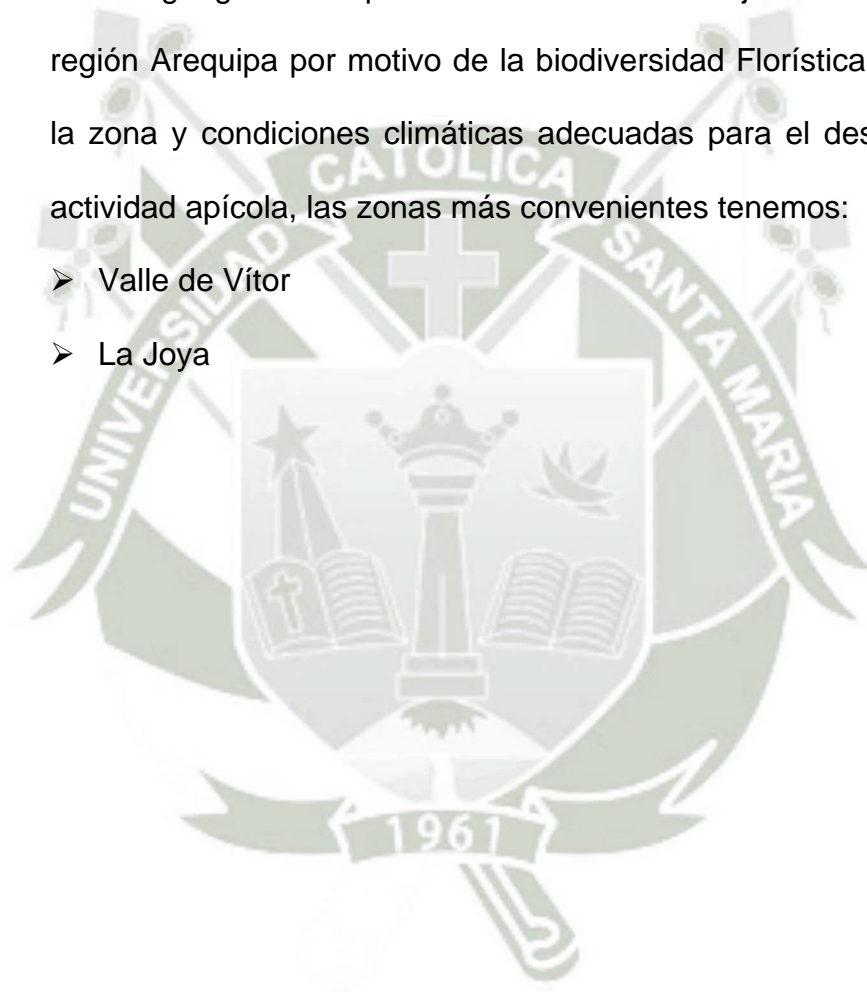 región Arequipa por motivo de la biodiversidad Florística
la zona y condiciones climáticas adecuadas para el des
actividad apícola, las zonas más convenientes tenemos:
➢ Valle de Vítor
➢ La Joya
UNIVERSIDAD CATOLICA SANTA MARIA
1961